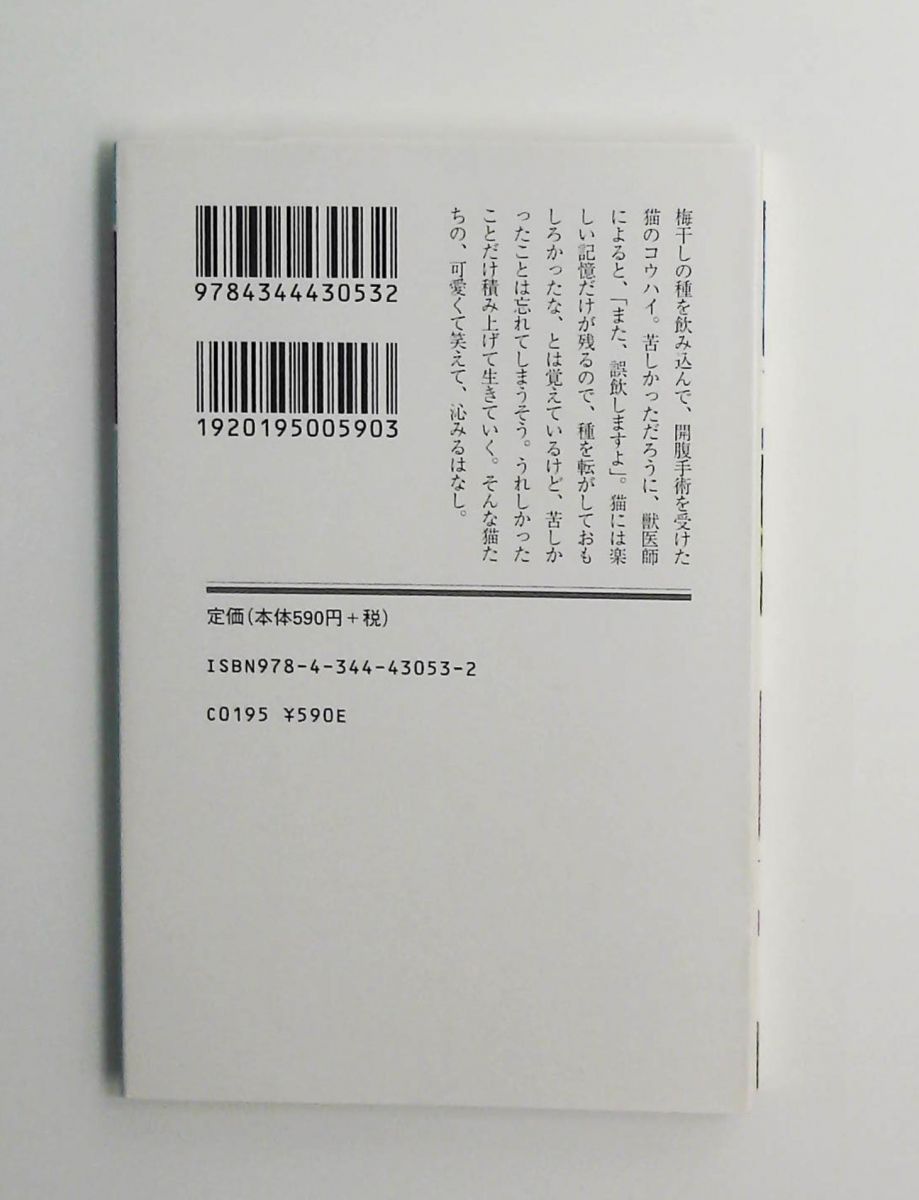 梅干しの種を飲み込んで、開腹手術を受けた
猫のコウハイ。苦しかっただろうに、獣医師
によると、「また、誤飲しますよ」。猫には楽
しい記憶だけが残るので、種を転がしておも
しろかったな、とは覚えているけど、苦しか
ったことは忘れてしまうそう。うれしかった
ことだけ積み上げて生きていく。そんな猫た
ちの、可愛くて笑えて、沁みるはなし。
9784344430532
1920195005903
定価(本体590円+税)
ISBN978-4-344-43053-2
C0195 ¥590E